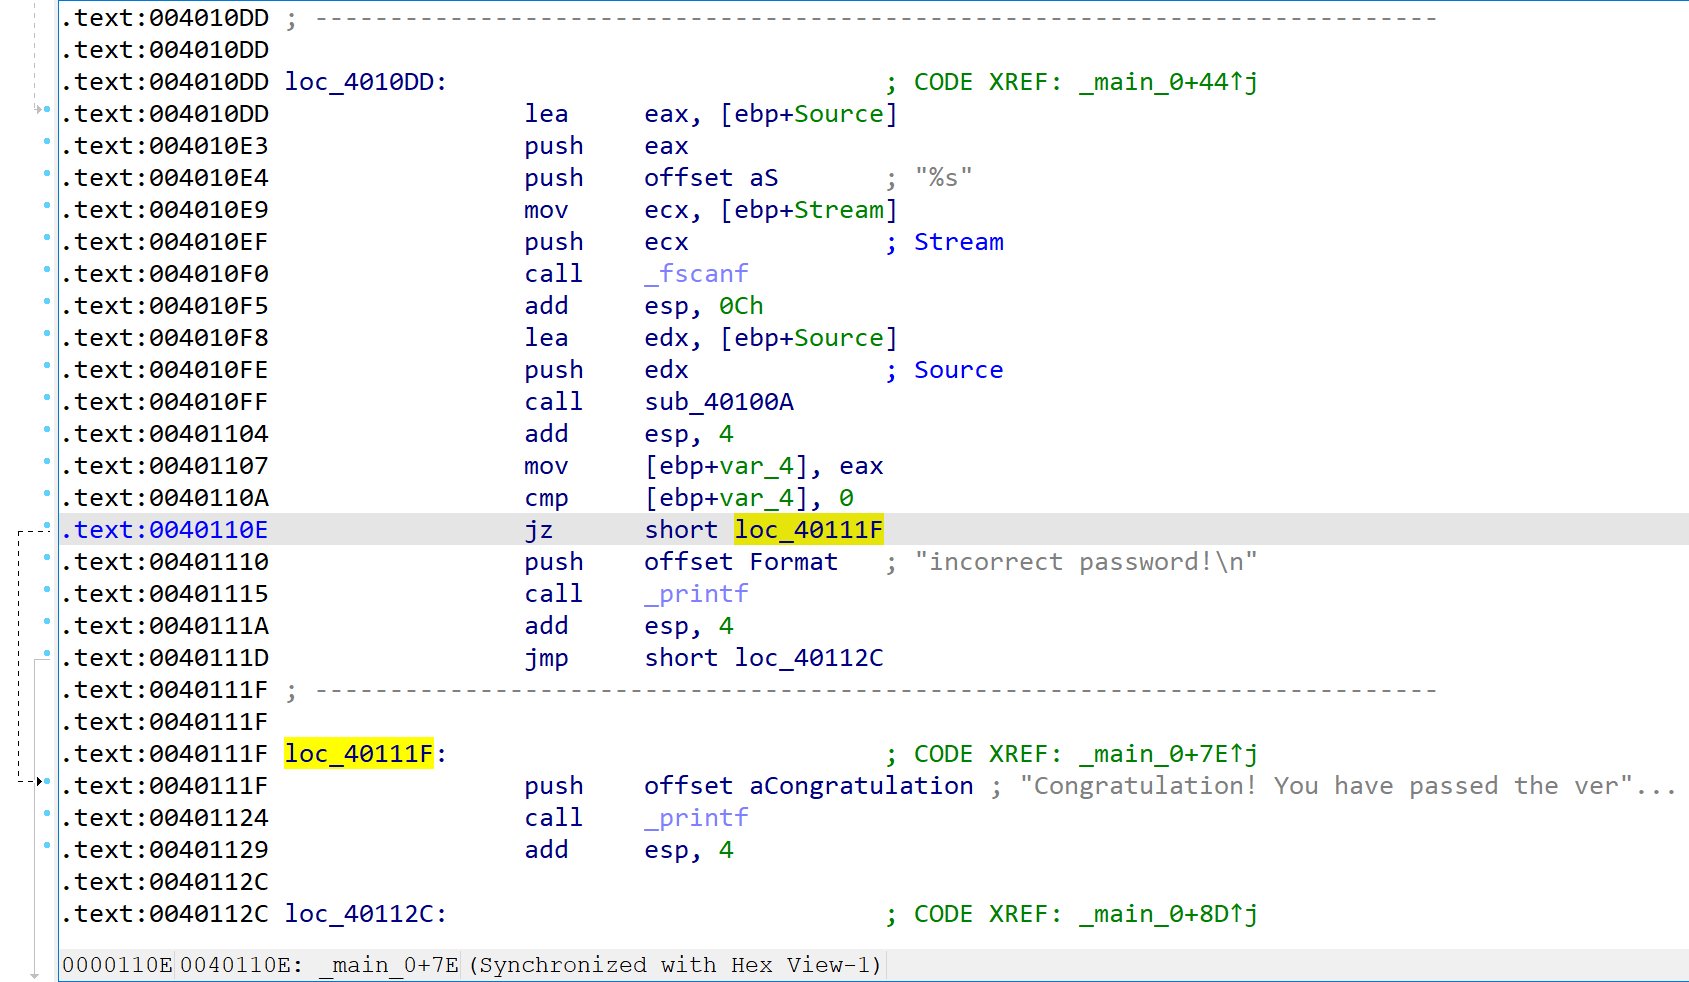 .text:004010DD ; ---------------------------------------------------------------------------
.text:004010DD
.text:004010DD loc_4010DD: ; CODE XREF: _main_0+44↑j
.text:004010DD lea eax, [ebp+Source]
.text:004010E3 push eax
.text:004010E4 push offset aS ; "%s"
.text:004010E9 mov ecx, [ebp+Stream]
.text:004010EF push ecx ; Stream
.text:004010F0 call _fscanf
.text:004010F5 add esp, 0Ch
.text:004010F8 lea edx, [ebp+Source]
.text:004010FE push edx ; Source
.text:004010FF call sub_40100A
.text:00401104 add esp, 4
.text:00401107 mov [ebp+var_4], eax
.text:0040110A cmp [ebp+var_4], 0
.text:0040110E jz short loc_40111F
.text:00401110 push offset Format ; "incorrect password!\n"
.text:00401115 call _printf
.text:0040111A add esp, 4
.text:0040111D jmp short loc_40112C
.text:0040111F ; ---------------------------------------------------------------------------
.text:0040111F
.text:0040111F loc_40111F: ; CODE XREF: _main_0+7E↑j
.text:0040111F push offset aCongratulation ; "Congratulation! You have passed the ver"...
.text:00401124 call _printf
.text:00401129 add esp, 4
.text:0040112C
.text:0040112C loc_40112C: ; CODE XREF: _main_0+8D↑j
0000110E 0040110E: _main_0+7E (Synchronized with Hex View-1)